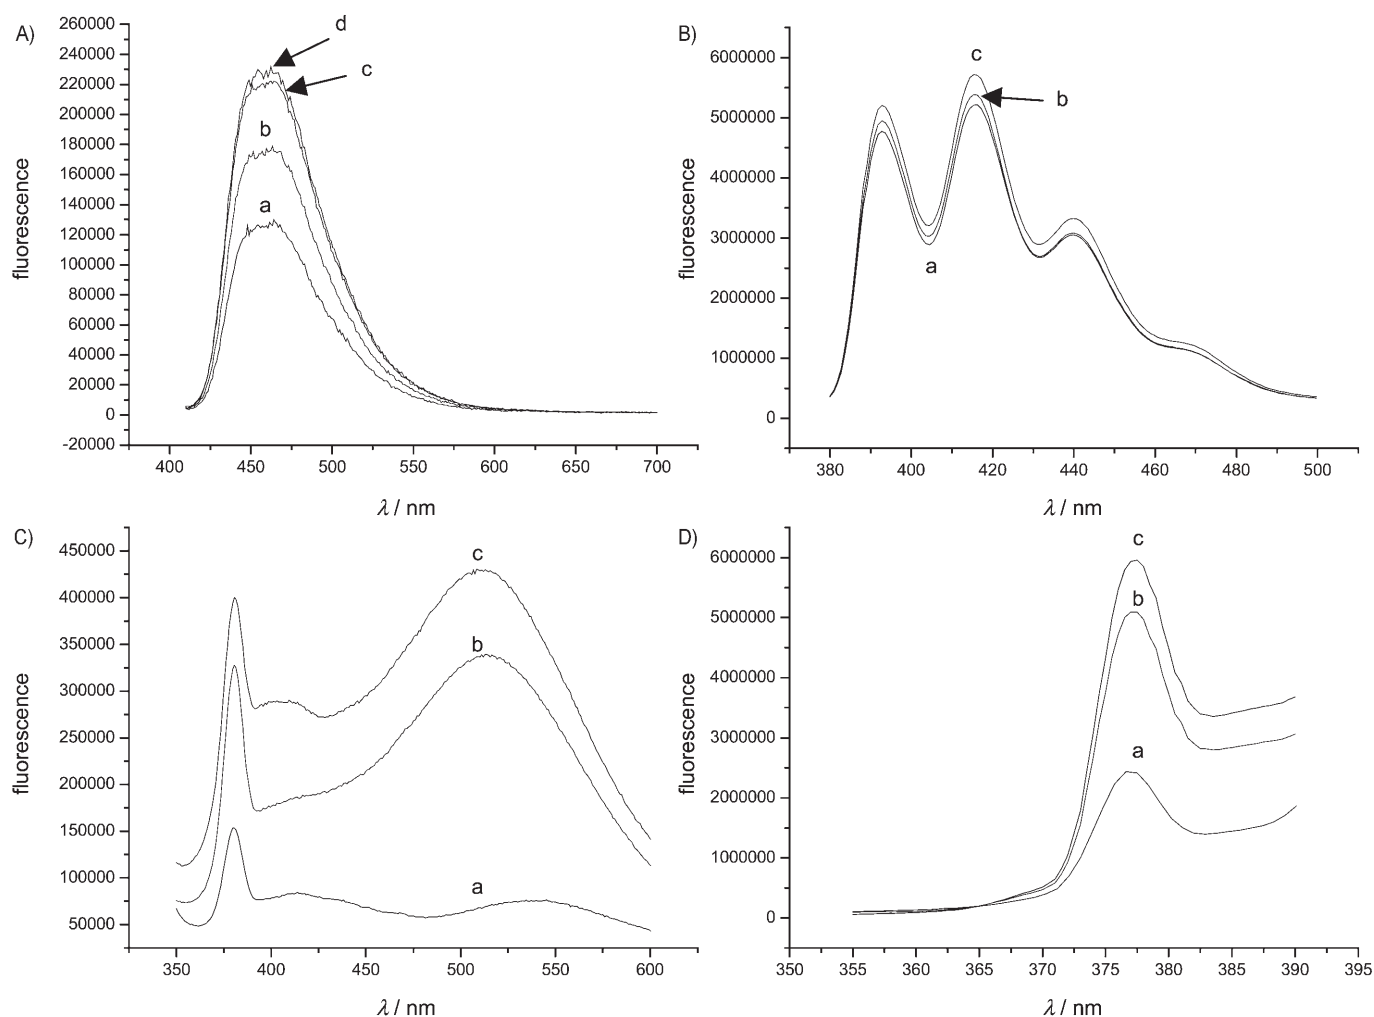 A)
260000
240000
220000
200000
180000
160000
140000
120000
100000
80000
60000
40000
20000
0
-20000
fluorescence
d
c
b
a
400 450 500 550 600 650 700
λ / nm
B)
6000000
5000000
4000000
3000000
2000000
1000000
0
fluorescence
c
b
a
380 400 420 440 460 480 500
λ / nm
C)
450000
400000
350000
300000
250000
200000
150000
100000
50000
fluorescence
c
b
a
350 400 450 500 550 600
λ / nm
D)
6000000
5000000
4000000
3000000
2000000
1000000
0
fluorescence
c
b
a
350 355 360 365 370 375 380 385 390 395
λ / nm